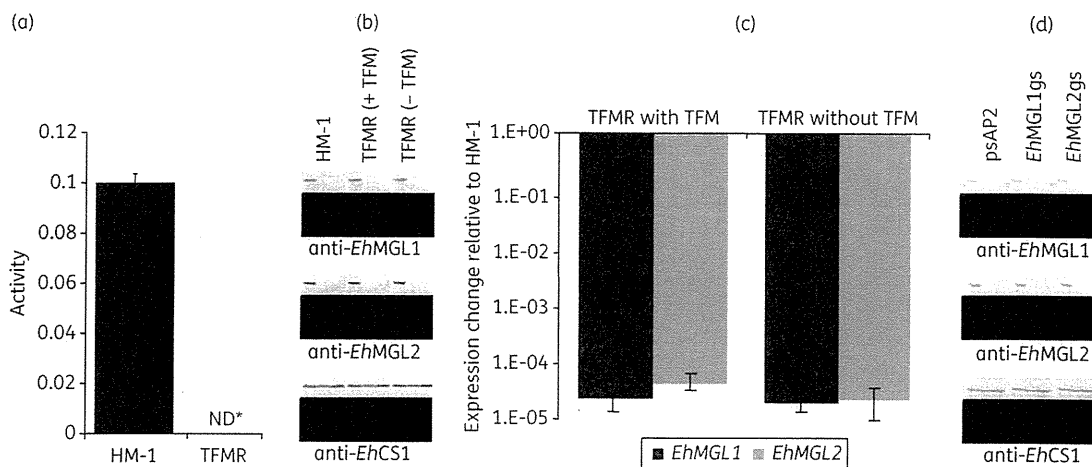 (a)
Activity
0.12
0.1
0.08
0.06
0.04
0.02
0
ND*
HM-1
TFMR
(b)
HM-1
TFMR (+ TFM)
TFMR (– TFM)
anti-EhMGL1
anti-EhMGL2
anti-EhCS1
(c)
Expression change relative to HM-1
TFMR with TFM
TFMR without TFM
1.E+00
1.E–01
1.E–02
1.E–03
1.E–04
1.E–05
EhMGL1
EhMGL2
(d)
psAP2
EhMGL1gs
EhMGL2gs
anti-EhMGL1
anti-EhMGL2
anti-EhCS1